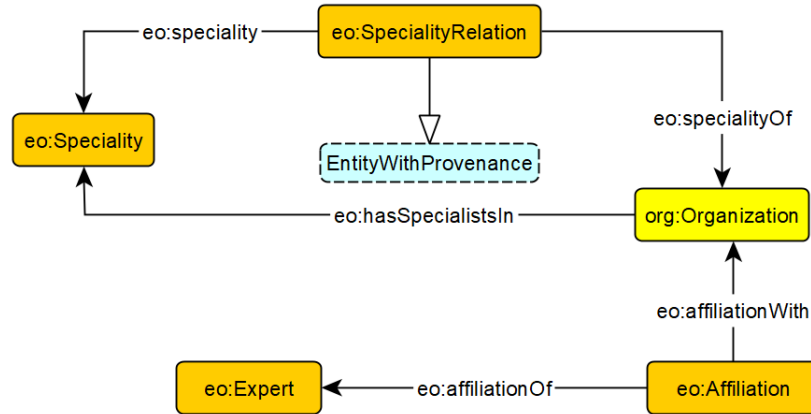 eo:speciality
eo:SpecialityRelation
eo:specialityOf
eo:Speciality
EntityWithProvenance
eo:hasSpecialistsIn
org:Organization
eo:affiliationWith
eo:Expert
eo:affiliationOf
eo:Affiliation